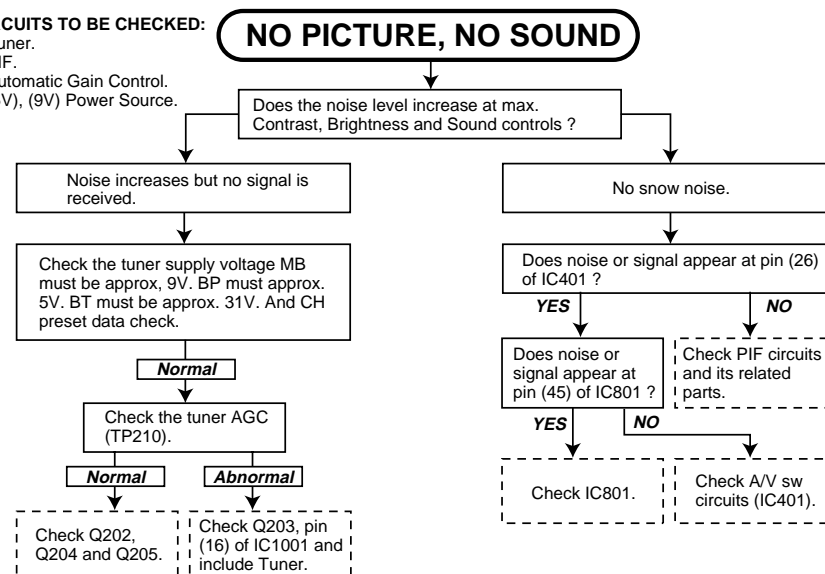 RCUITS TO BE CHECKED:
uner.
IF.
utomatic Gain Control.
V), (9V) Power Source.
NO PICTURE, NO SOUND
Does the noise level increase at max.
Contrast, Brightness and Sound controls ?
Noise increases but no signal is
received.
Check the tuner supply voltage MB
must be approx, 9V. BP must approx.
5V. BT must be approx. 31V. And CH
preset data check.
Normal
Check the tuner AGC
(TP210).
Normal
Abnormal
Check Q202,
Q204 and Q205.
Check Q203, pin
(16) of IC1001 and
include Tuner.
No snow noise.
Does noise or signal appear at pin (26)
of IC401 ?
YES
NO
Does noise or
signal appear at
pin (45) of IC801 ?
Check PIF circuits
and its related
parts.
YES
NO
Check IC801.
Check A/V sw
circuits (IC401).